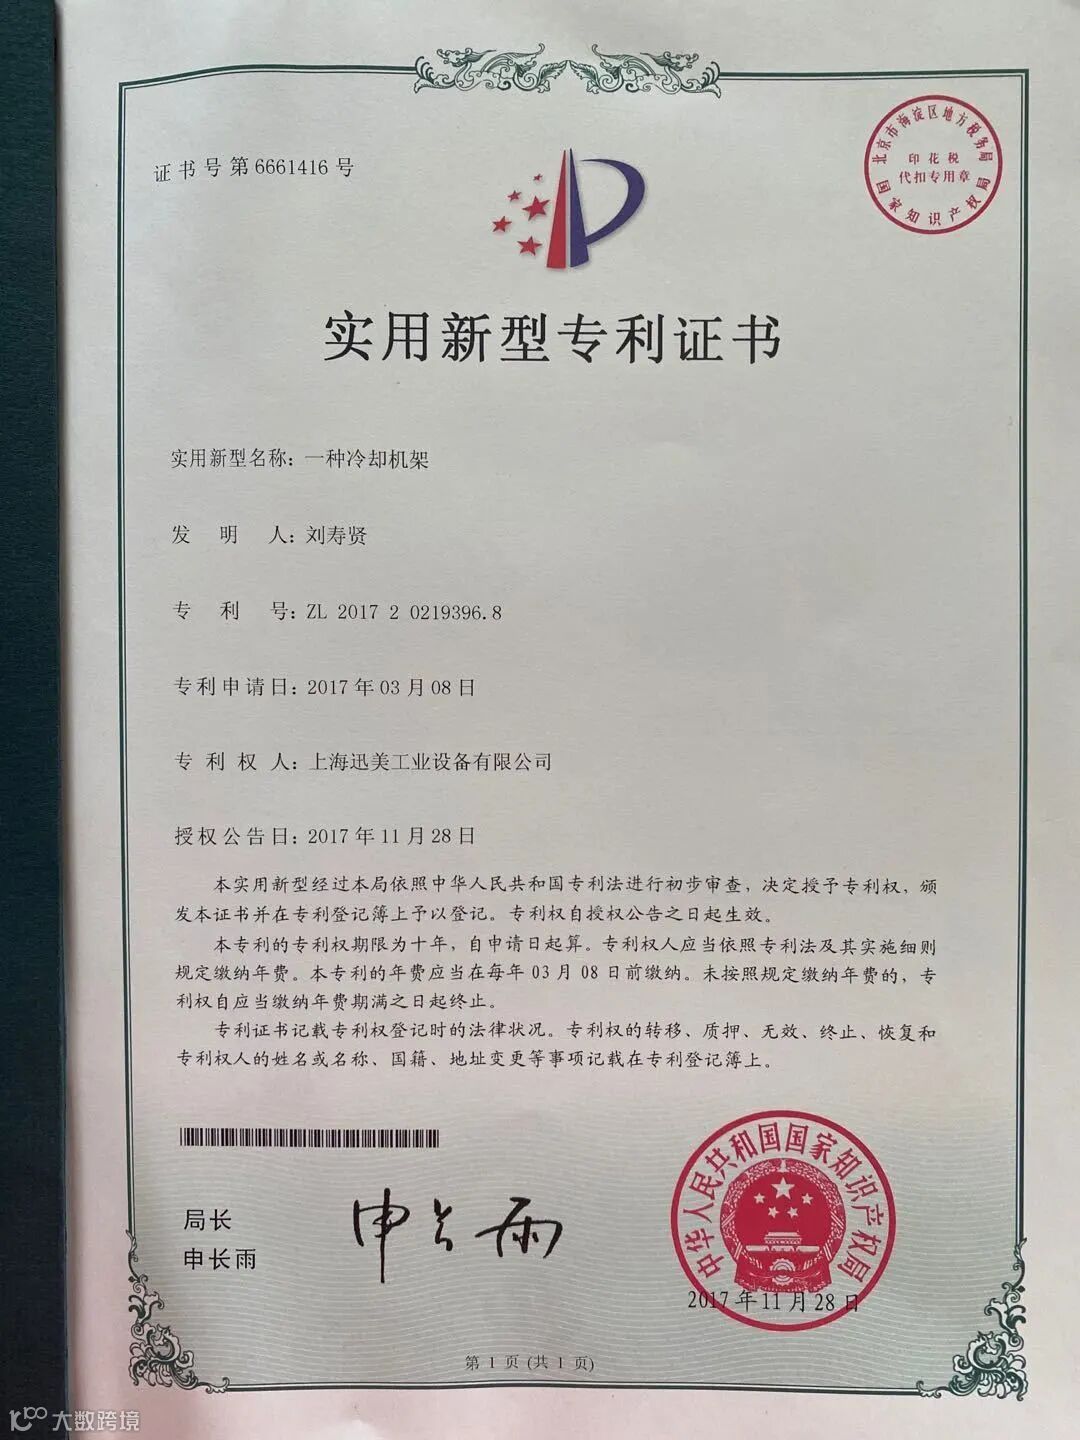 证书号第6661416号
北京市海淀区地方税务局
印花税
代扣专用章
国家知识产权局
实用新型专利证书
实用新型名称：一种冷却机架
发明人：刘寿贤
专利号：ZL 2017 2 0219396.8
专利申请日：2017年03月08日
专利权人：上海迅美工业设备有限公司
授权公告日：2017年11月28日
本实用新型经过本局依照中华人民共和国专利法进行初步审查，决定授予专利权，颁
发本证书并在专利登记簿上予以登记。专利权自授权公告之日起生效。
本专利的专利权期限为十年，自申请日起算。专利权人应当依照专利法及其实施细则
规定缴纳年费。本专利的年费应当在每年03月08日前缴纳。未按照规定缴纳年费的，专
利权自应当缴纳年费期满之日起终止。
专利证书记载专利权登记时的法律状况。专利权的转移、质押、无效、终止、恢复和
专利权人的姓名或名称、国籍、地址变更等事项记载在专利登记簿上。
局长
申长雨
申长雨
中华人民共和国国家知识产权局
2017年11月28日
第1页(共1页)
大数跨境